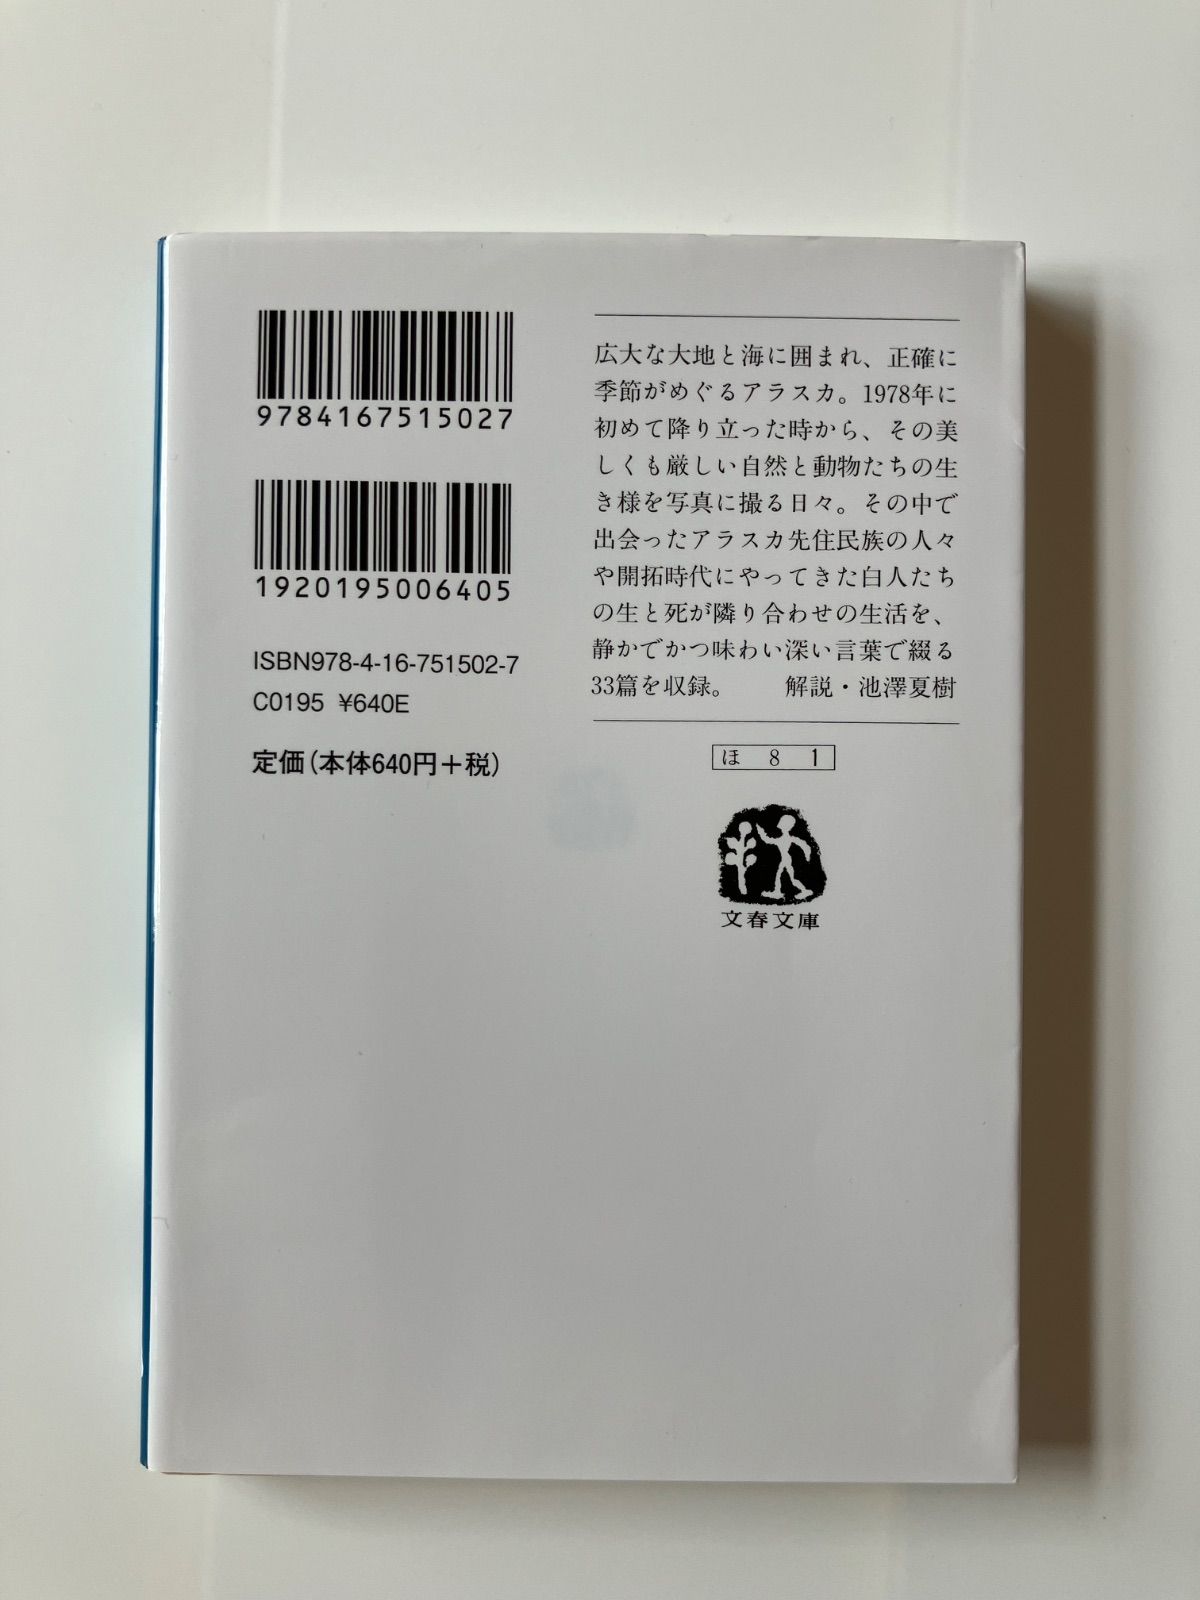 9784167515027
1920195006405
ISBN978-4-16-751502-7
C0195 ¥640E
定価(本体640円+税)
広大な大地と海に囲まれ、正確に
季節がめぐるアラスカ。1978年に
初めて降り立った時から、その美
しくも厳しい自然と動物たちの生
き様を写真に撮る日々。その中で
出会ったアラスカ先住民族の人々
や開拓時代にやってきた白人たち
の生と死が隣り合わせの生活を、
静かでかつ味わい深い言葉で綴る
33篇を収録。　　解説・池澤夏樹
ほ 8 1
文春文庫